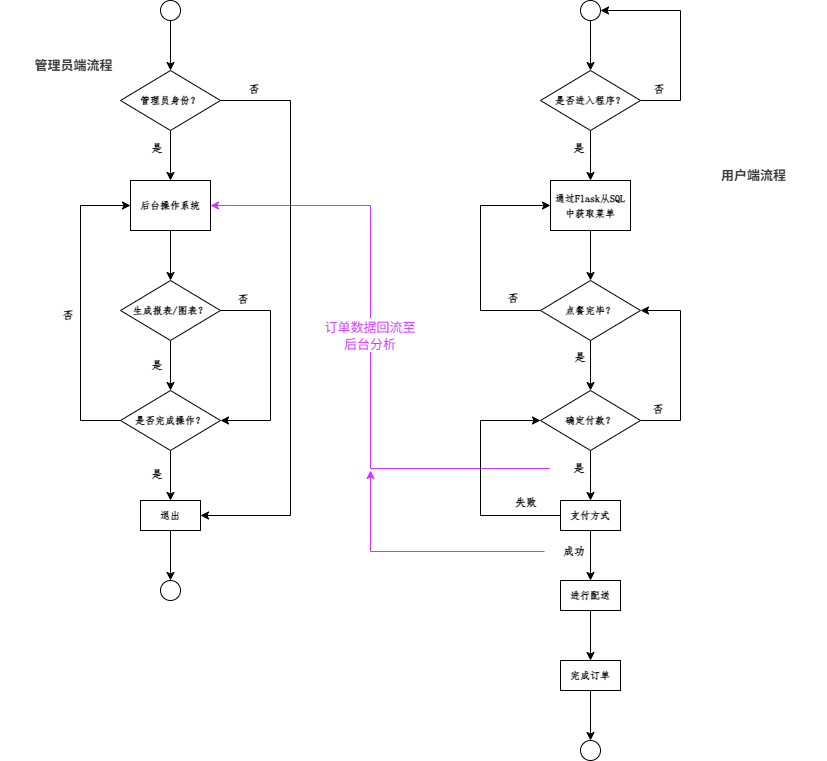 管理员端流程
管理员身份?
否
是
后台操作系统
生成报表/图表?
否
否
是
是否完成操作?
是
退出
订单数据回流至
后台分析
用户端流程
是否进入程序?
否
是
通过Flask从SQL
中获取菜单
否
点餐完毕?
是
确定付款?
否
是
失败
支付方式
成功
进行配送
完成订单